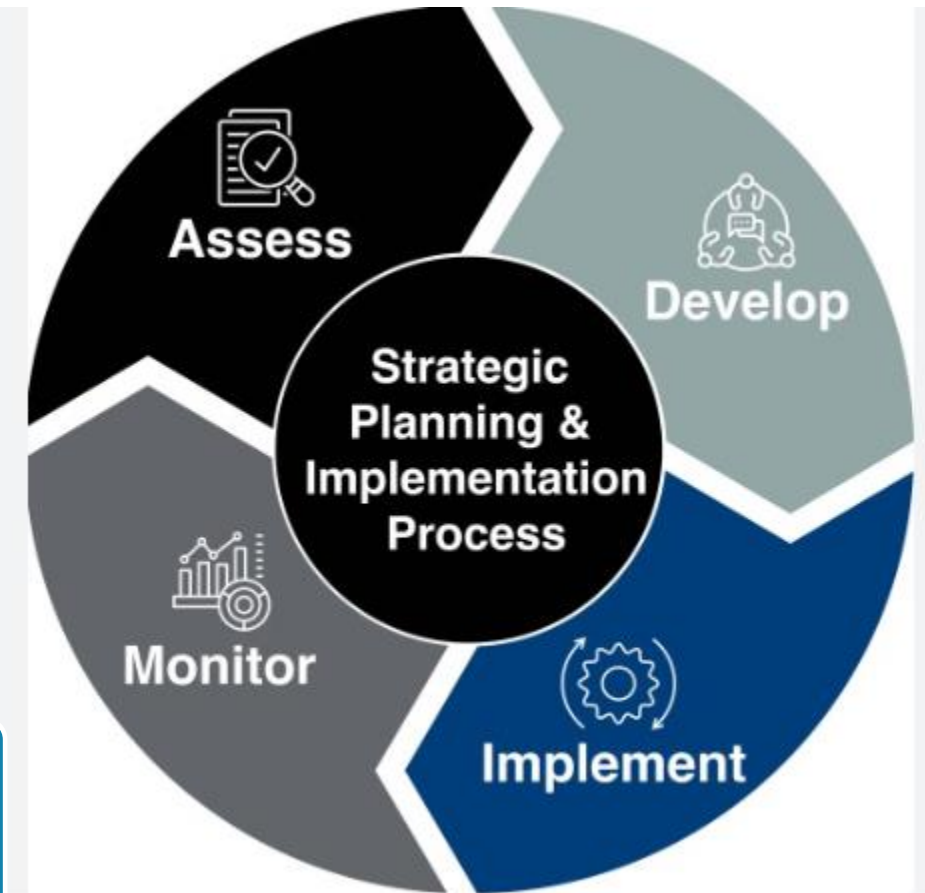 Assess
Develop
Strategic
Planning &
Implementation
Process
Monitor
Implement